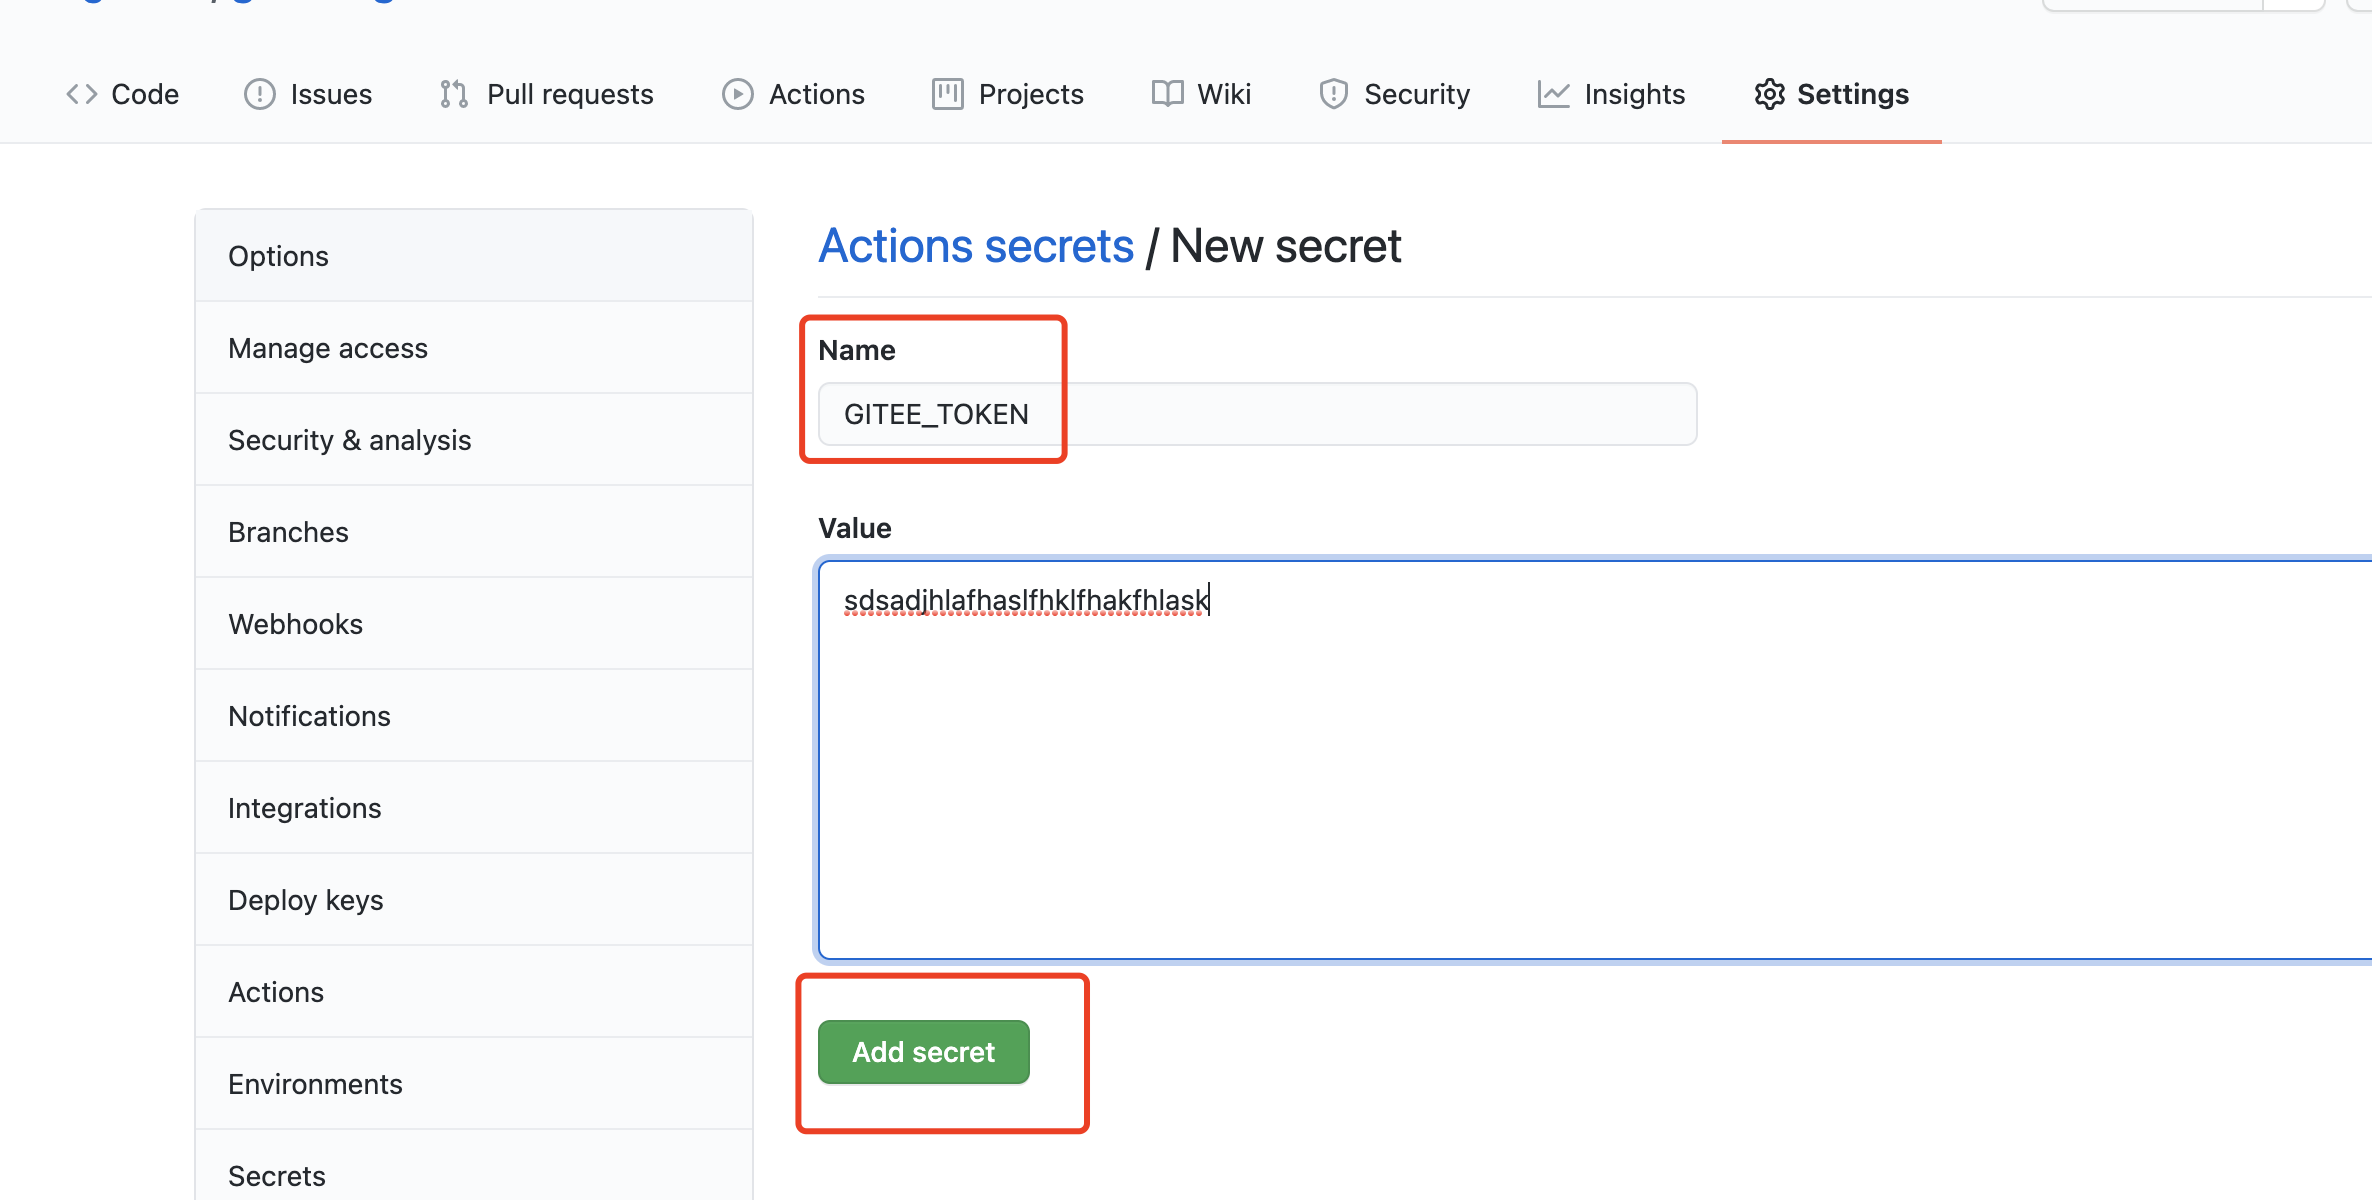 Code Issues Pull requests Actions Projects Wiki Security Insights Settings
Options
Manage access
Security & analysis
Branches
Webhooks
Notifications
Integrations
Deploy keys
Actions
Environments
Secrets
Actions secrets / New secret
Name
GITEE_TOKEN
Value
sdsadjhlafhaslfhklfhakfhlask
Add secret